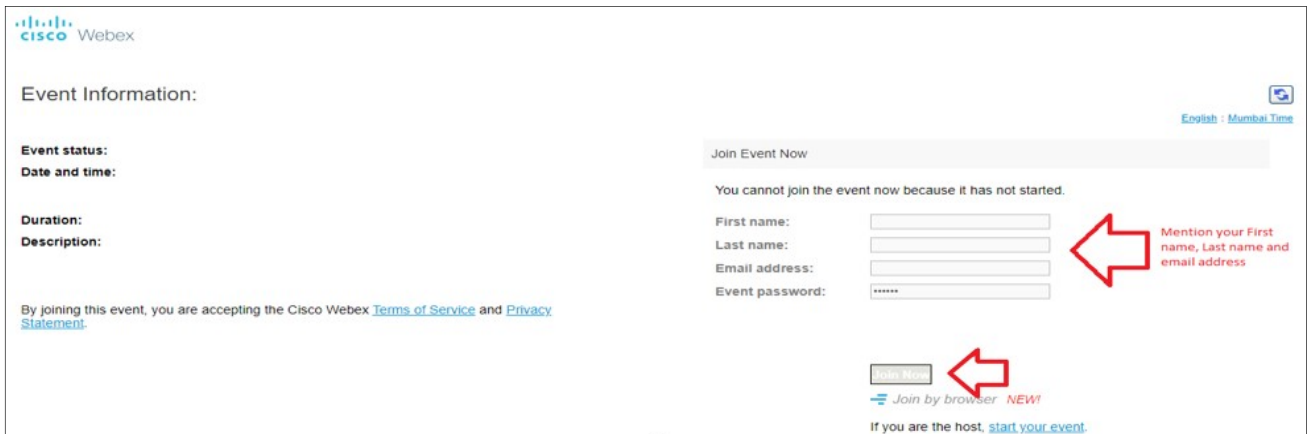 cisco Webex
Event Information:
English : Mumbai Time
Event status:
Date and time:
Duration:
Description:
By joining this event, you are accepting the Cisco Webex Terms of Service and Privacy
Statement.
Join Event Now
You cannot join the event now because it has not started.
First name:
Last name:
Email address:
Event password: ••••••
Mention your First
name, Last name and
email address
Join Now
Join by browser NEW!
If you are the host, start your event.